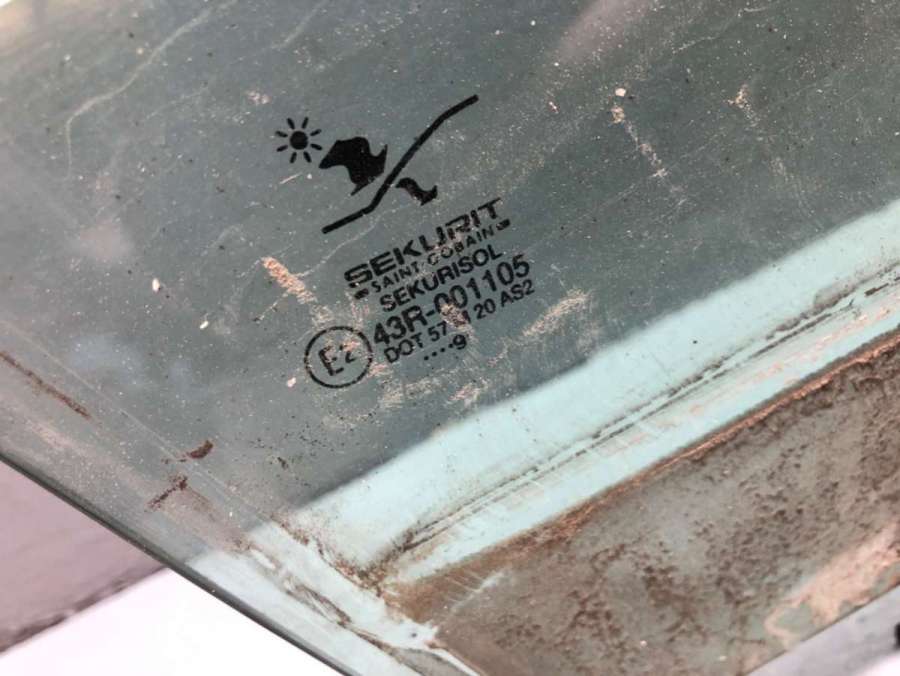 SEKURIT
SAINT-GOBAIN
SEKURISOL
43R-001105
E2
DOT 57 M 20 AS2
....9